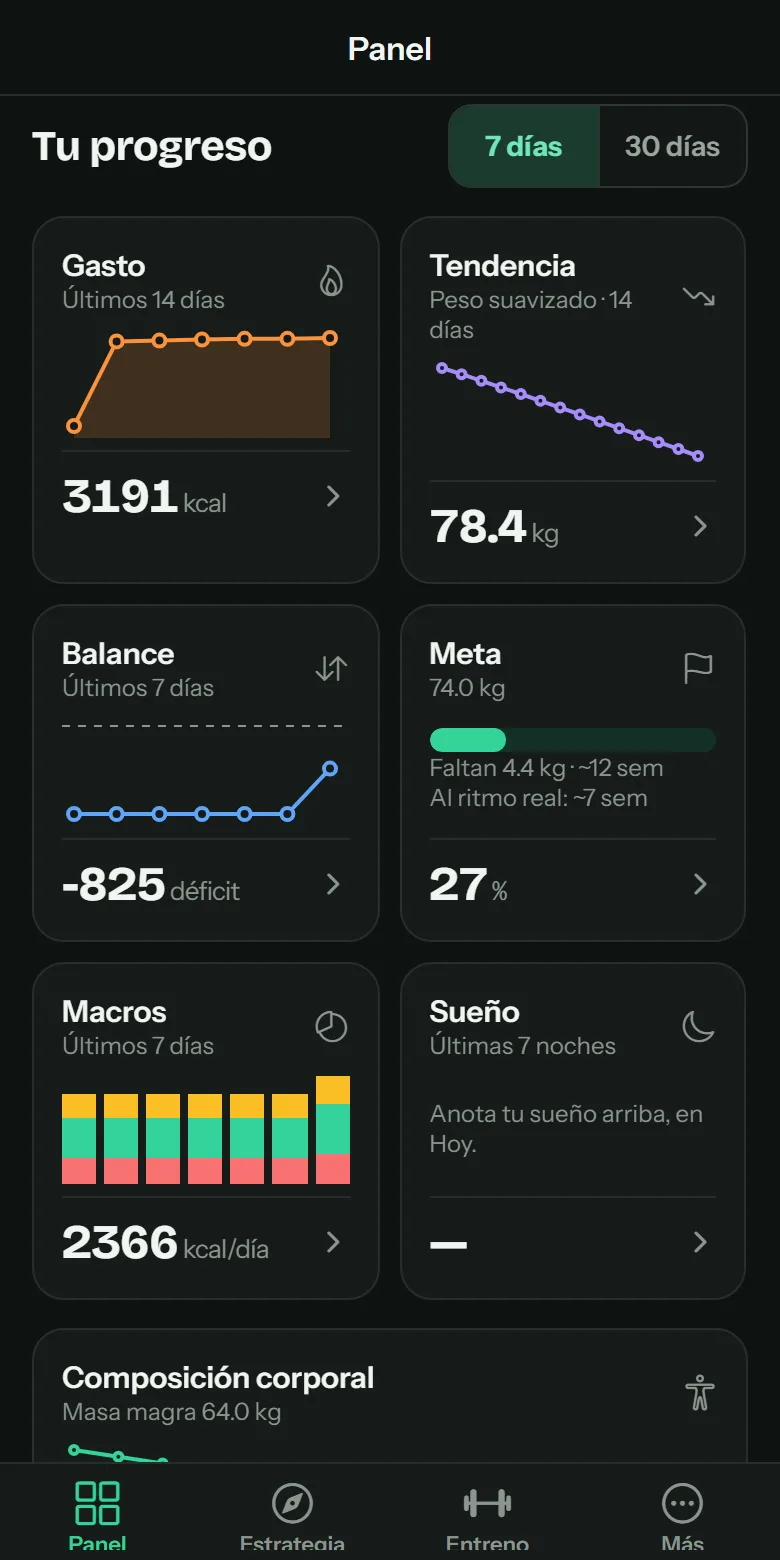 Panel
Tu progreso
7 días
30 días
Gasto
Últimos 14 días
3191 kcal
Tendencia
Peso suavizado · 14
días
78.4 kg
Balance
Últimos 7 días
-825 déficit
Meta
74.0 kg
Faltan 4.4 kg · ~12 sem
Al ritmo real: ~7 sem
27 %
Macros
Últimos 7 días
2366 kcal/día
Sueño
Últimas 7 noches
Anota tu sueño arriba, en
Hoy.
—
Composición corporal
Masa magra 64.0 kg
Panel
Estrategia
Entreno
Más